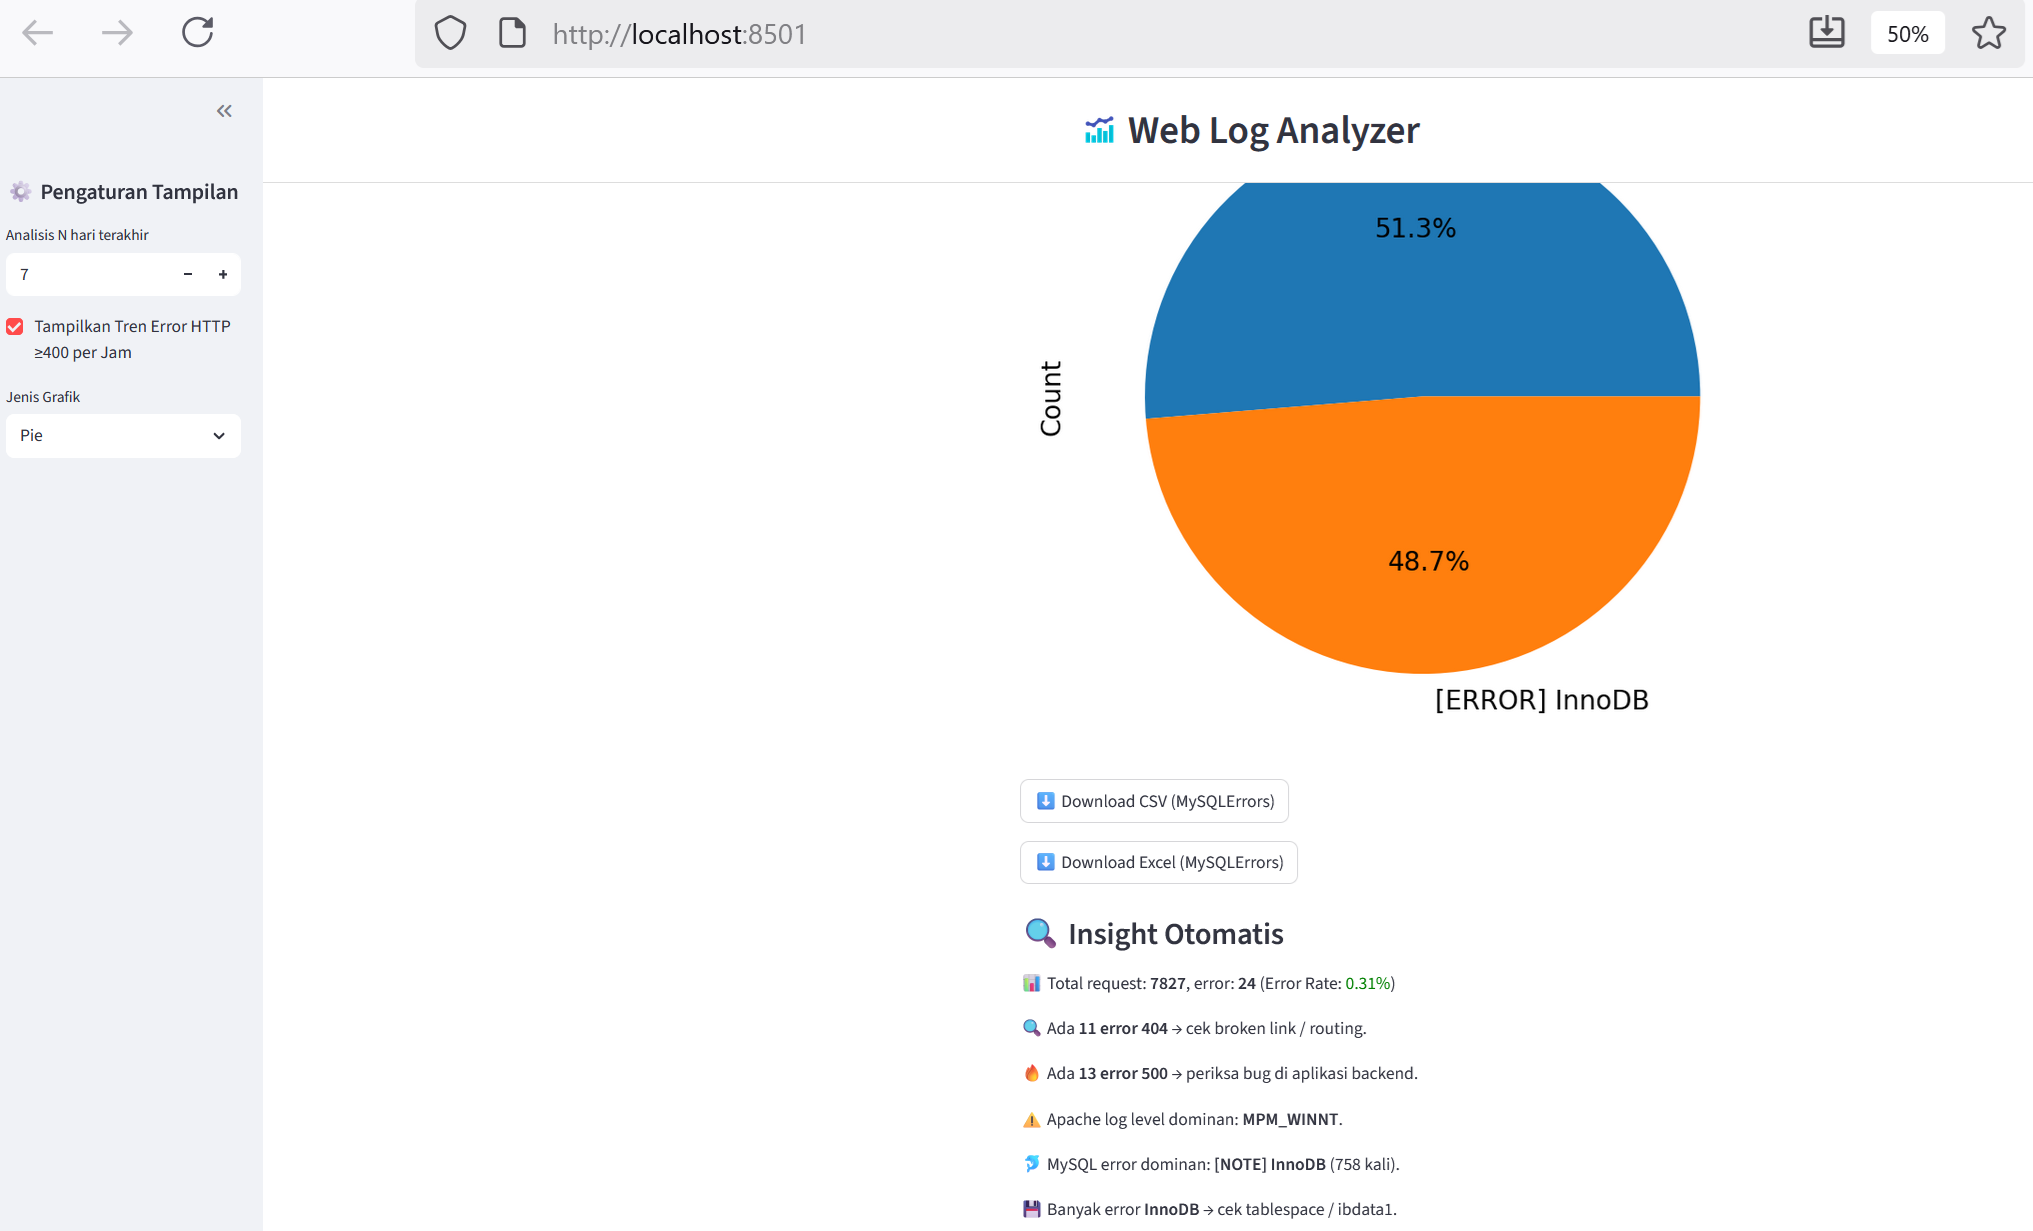 http://localhost:8501
50%
Web Log Analyzer
Pengaturan Tampilan
Analisis N hari terakhir
7
Tampilkan Tren Error HTTP
≥400 per Jam
Jenis Grafik
Pie
51.3%
Count
48.7%
[ERROR] InnoDB
Download CSV (MySQLErrors)
Download Excel (MySQLErrors)
Insight Otomatis
Total request: 7827, error: 24 (Error Rate: 0.31%)
Ada 11 error 404 → cek broken link / routing.
Ada 13 error 500 → periksa bug di aplikasi backend.
Apache log level dominan: MPM_WINNT.
MySQL error dominan: [NOTE] InnoDB (758 kali).
Banyak error InnoDB → cek tablespace / ibdata1.